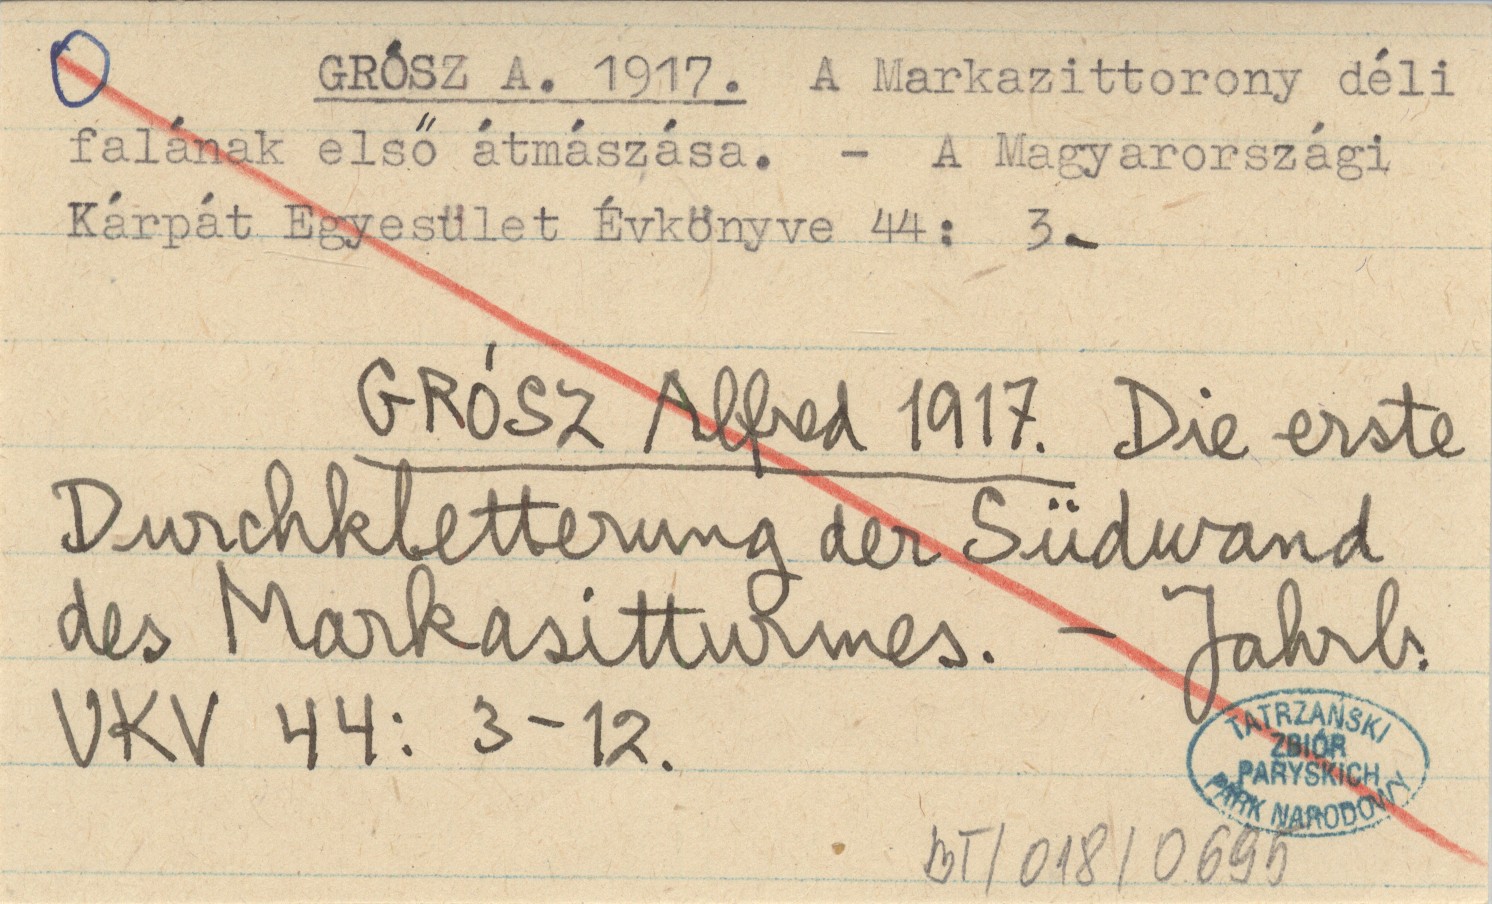 GRÓSZ A. 1917. A Markazittorony déli
falának első átmászása. - A Magyarországi
Kárpát Egyesület Évkönyve 44: 3.
GRÓSZ Alfred 1917. Die erste
Durchkletterung der Südwand
des Markasitturmes. - Jahrb.
VKV 44: 3-12.
TATRZAŃSKI
ZBIÓR
PARYSKICH
PARK NARODOWY
BT/018/0695